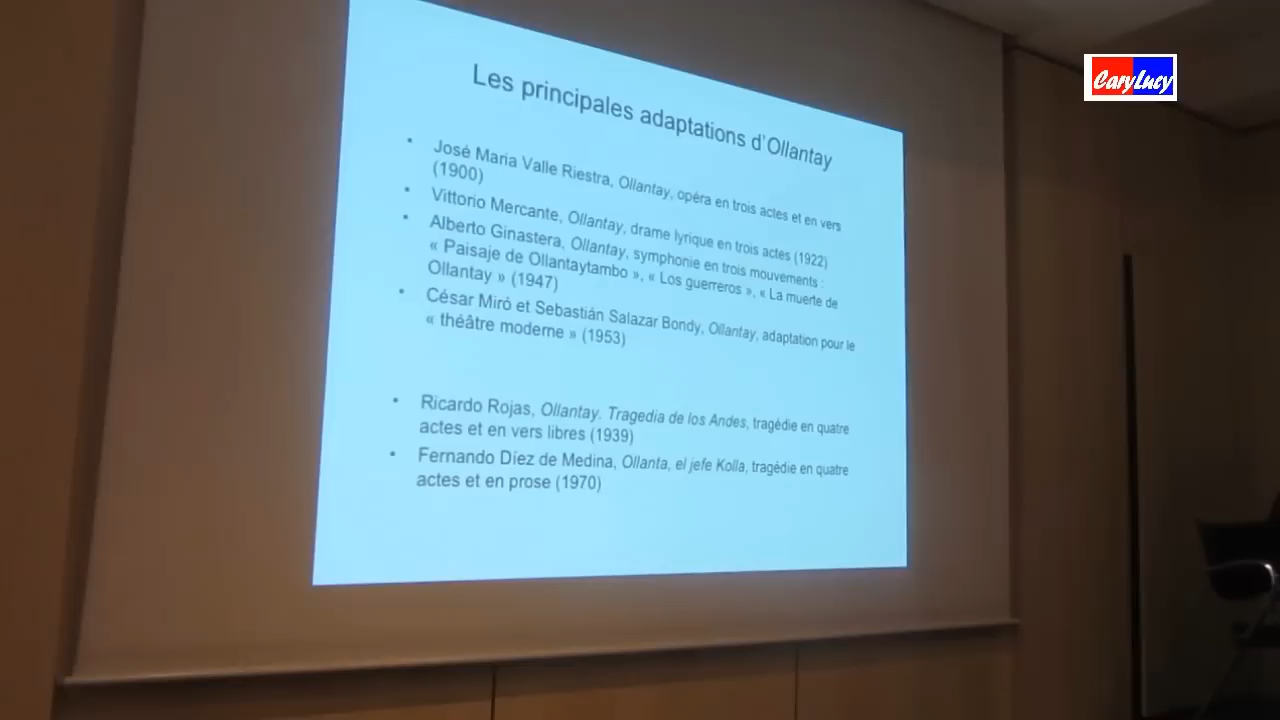 CaryLucy
Les principales adaptations d'Ollantay
• José María Valle Riestra, Ollantay, opéra en trois actes et en vers
(1900)
• Vittorio Mercante, Ollantay, drame lyrique en trois actes (1922)
• Alberto Ginastera, Ollantay, symphonie en trois mouvements :
« Paisaje de Ollantaytambo », « Los guerreros », « La muerte de
Ollantay » (1947)
• César Miró et Sebastián Salazar Bondy, Ollantay, adaptation pour le
« théâtre moderne » (1953)
• Ricardo Rojas, Ollantay. Tragedia de los Andes, tragédie en quatre
actes et en vers libres (1939)
• Fernando Díez de Medina, Ollanta, el jefe Kolla, tragédie en quatre
actes et en prose (1970)